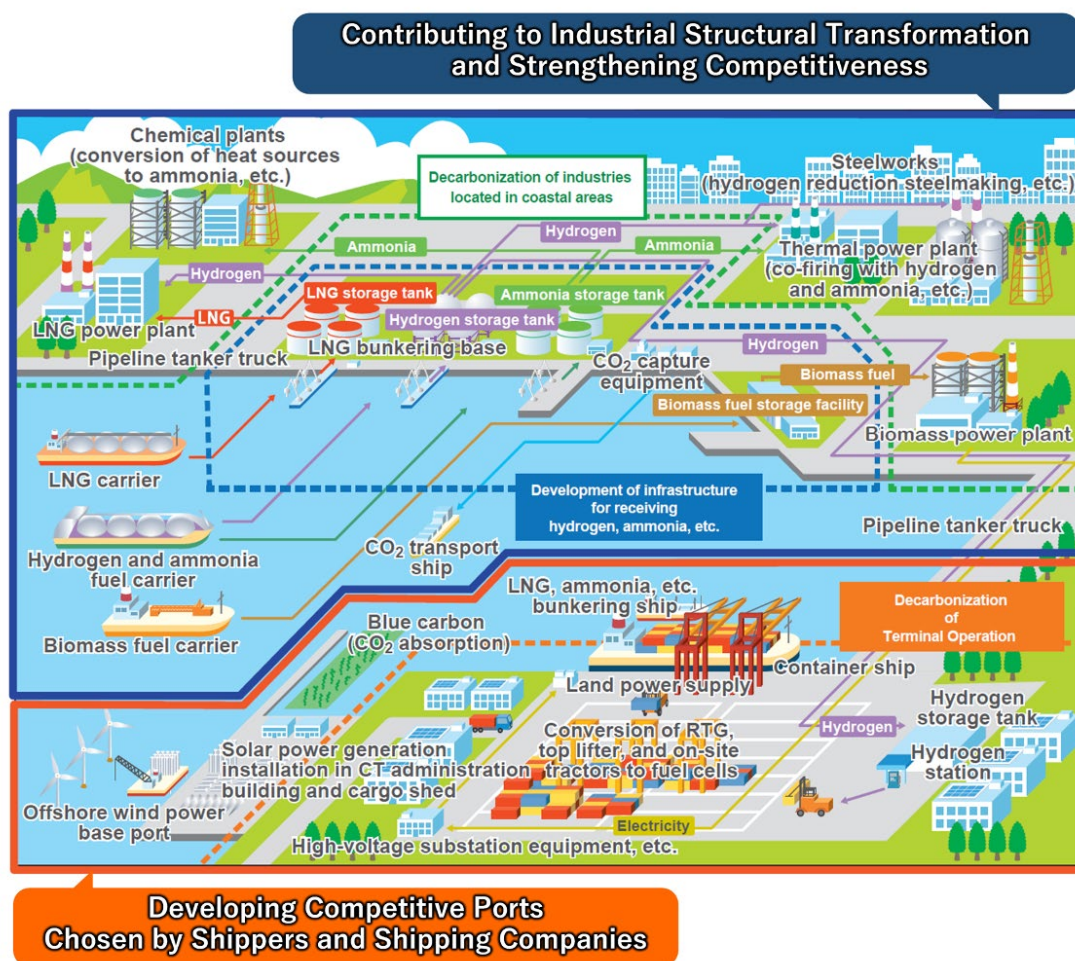 Contributing to Industrial Structural Transformation
and Strengthening Competitiveness
Chemical plants
(conversion of heat sources
to ammonia, etc.)
Decarbonization of industries
located in coastal areas
Steelworks
(hydrogen reduction steelmaking, etc.)
Hydrogen
Ammonia
Ammonia
Thermal power plant
(co-firing with hydrogen
and ammonia, etc.)
Hydrogen
LNG storage tank
Ammonia storage tank
LNG
Hydrogen storage tank
LNG power plant
Pipeline tanker truck
LNG bunkering base
Hydrogen
CO₂ capture
equipment
Biomass fuel
Biomass fuel storage facility
Biomass power plant
LNG carrier
Development of infrastructure
for receiving
hydrogen, ammonia, etc.
Pipeline tanker truck
Hydrogen and ammonia
fuel carrier
CO₂ transport
ship
Biomass fuel carrier
LNG, ammonia, etc.
bunkering ship
Decarbonization
of
Terminal Operation
Blue carbon
(CO₂ absorption)
Container ship
Land power supply
Hydrogen
storage tank
Solar power generation
installation in CT administration
building and cargo shed
Conversion of RTG,
top lifter, and on-site
tractors to fuel cells
Hydrogen
Hydrogen
station
Offshore wind power
base port
Electricity
High-voltage substation equipment, etc.
Developing Competitive Ports
Chosen by Shippers and Shipping Companies